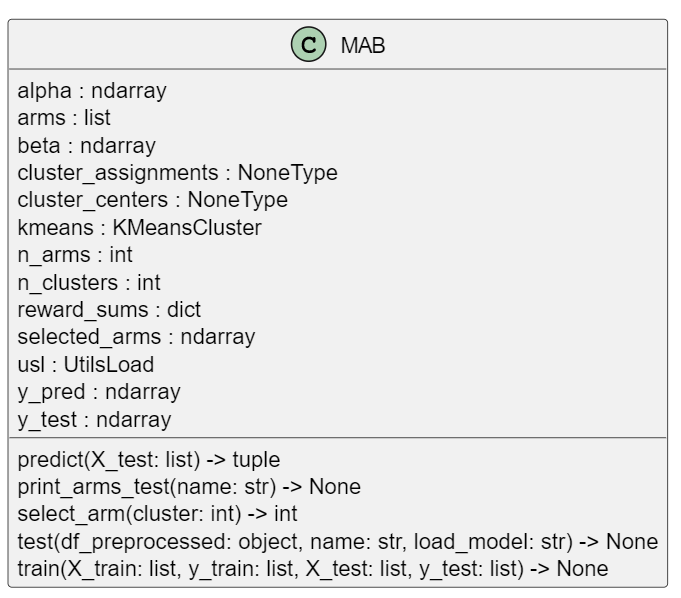 C MAB
alpha : ndarray
arms : list
beta : ndarray
cluster_assignments : NoneType
cluster_centers : NoneType
kmeans : KMeansCluster
n_arms : int
n_clusters : int
reward_sums : dict
selected_arms : ndarray
usl : UtilsLoad
y_pred : ndarray
y_test : ndarray
predict(X_test: list) -> tuple
print_arms_test(name: str) -> None
select_arm(cluster: int) -> int
test(df_preprocessed: object, name: str, load_model: str) -> None
train(X_train: list, y_train: list, X_test: list, y_test: list) -> None